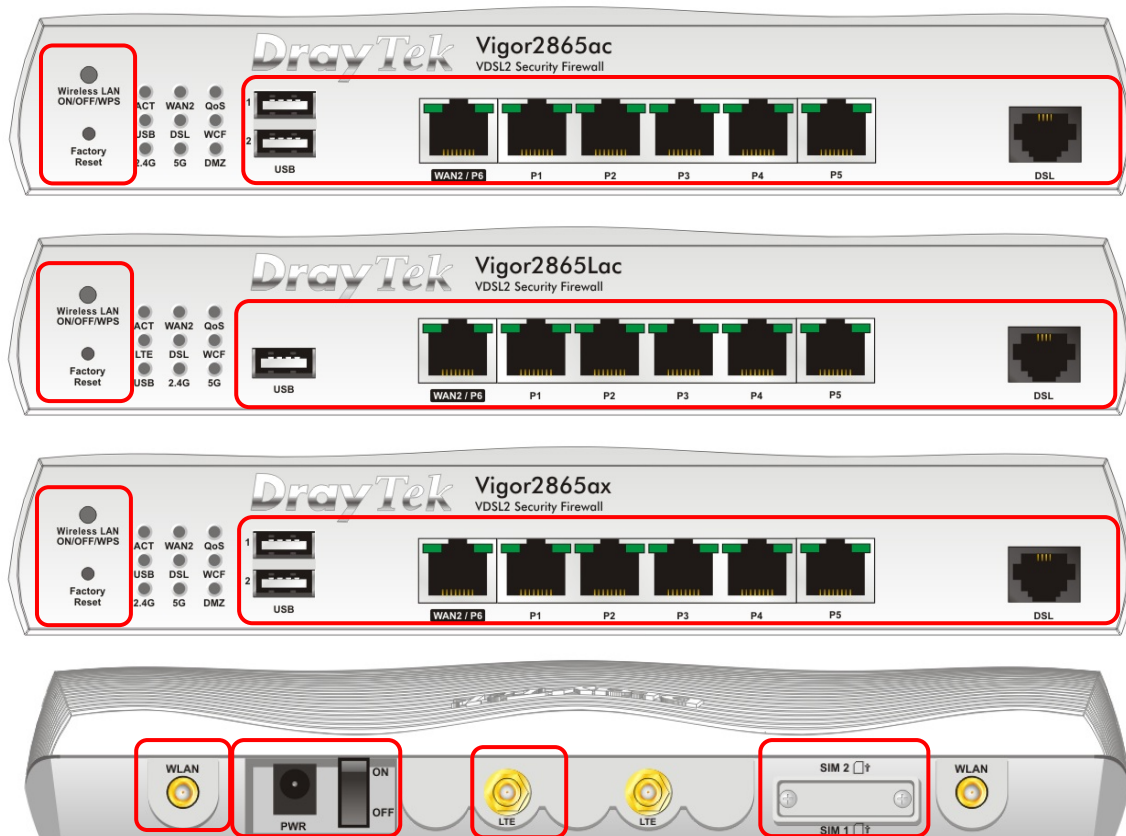 DrayTek Vigor2865ac
VDSL2 Security Firewall
Wireless LAN
ON/OFF/WPS
Factory
Reset
ACT WAN2 QoS
USB DSL WCF
2.4G 5G DMZ
1
2
USB
WAN2 / P6 P1 P2 P3 P4 P5 DSL
DrayTek Vigor2865Lac
VDSL2 Security Firewall
Wireless LAN
ON/OFF/WPS
Factory
Reset
ACT WAN2 QoS
LTE DSL WCF
USB 2.4G 5G
USB
WAN2 / P6 P1 P2 P3 P4 P5 DSL
DrayTek Vigor2865ax
VDSL2 Security Firewall
Wireless LAN
ON/OFF/WPS
Factory
Reset
ACT WAN2 QoS
USB DSL WCF
2.4G 5G DMZ
1
2
USB
WAN2 / P6 P1 P2 P3 P4 P5 DSL
WLAN
PWR
ON
OFF
LTE
LTE
SIM 2
SIM 1
WLAN